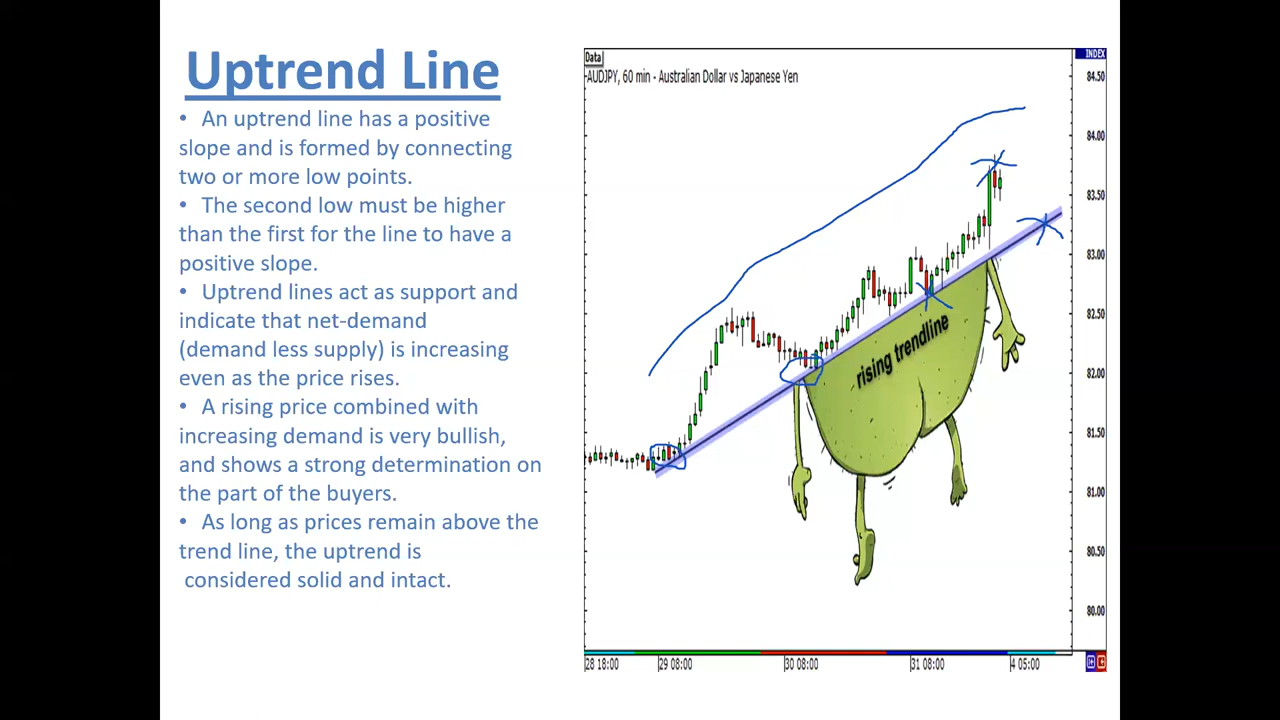 Uptrend Line
• An uptrend line has a positive
slope and is formed by connecting
two or more low points.
• The second low must be higher
than the first for the line to have a
positive slope.
• Uptrend lines act as support and
indicate that net-demand
(demand less supply) is increasing
even as the price rises.
• A rising price combined with
increasing demand is very bullish,
and shows a strong determination on
the part of the buyers.
• As long as prices remain above the
trend line, the uptrend is
considered solid and intact.
Data
INDEX
AUDJPY, 60 min - Australian Dollar vs Japanese Yen
84.50
84.00
83.50
83.00
82.50
82.00
81.50
81.00
80.50
80.00
rising trendline
28 18:00
29 08:00
30 08:00
31 08:00
4 05:00